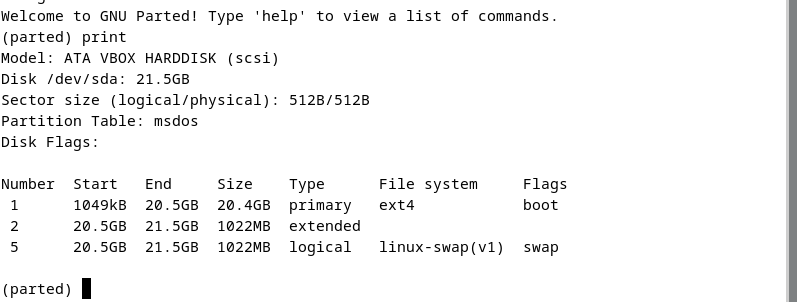 Welcome to GNU Parted! Type 'help' to view a list of commands.
(parted) print
Model: ATA VBOX HARDDISK (scsi)
Disk /dev/sda: 21.5GB
Sector size (logical/physical): 512B/512B
Partition Table: msdos
Disk Flags:

Number  Start   End     Size    Type      File system     Flags
 1      1049kB  20.5GB  20.4GB  primary   ext4            boot
 2      20.5GB  21.5GB  1022MB  extended
 5      20.5GB  21.5GB  1022MB  logical   linux-swap(v1)  swap

(parted)